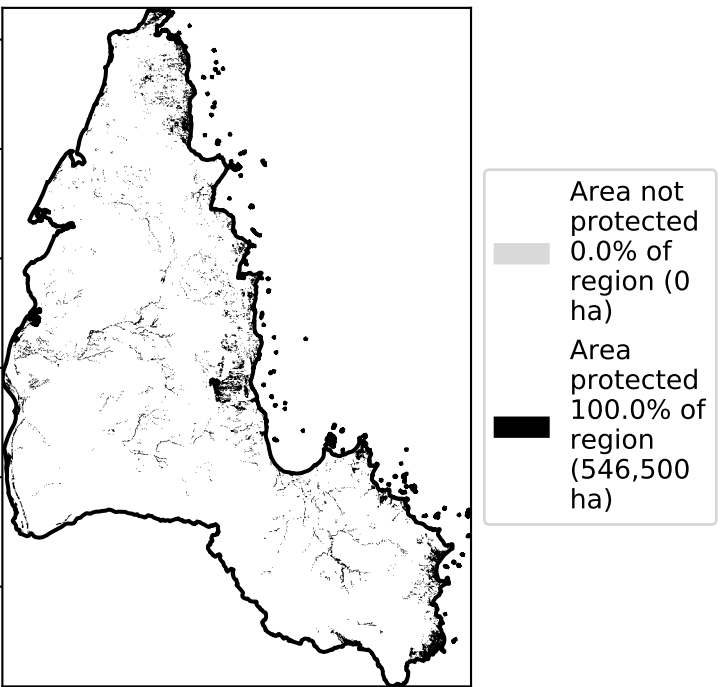 Area not
protected
0.0% of
region (0
ha)
Area
protected
100.0% of
region
(546,500
ha)